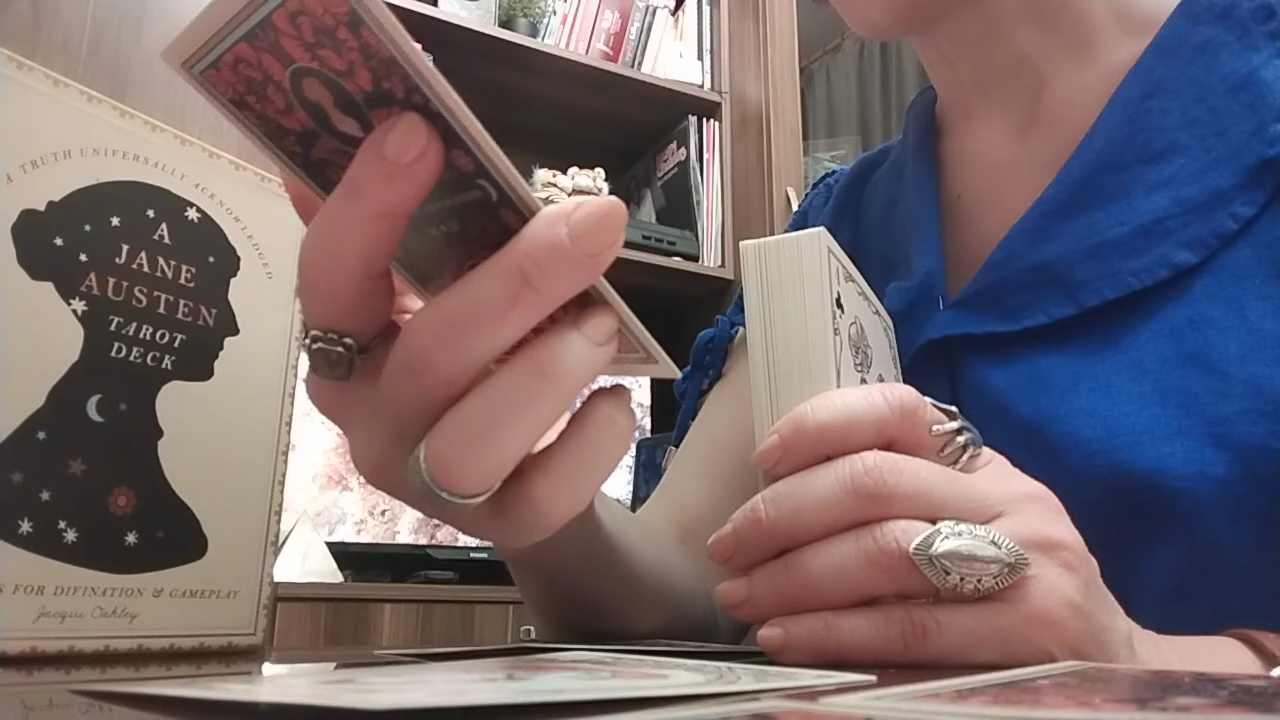 A TRUTH UNIVERSALLY ACKNOWLEDGED
A
JANE
AUSTEN
TAROT
DECK
FOR DIVINATION & GAMEPLAY
Jacqui Oakley